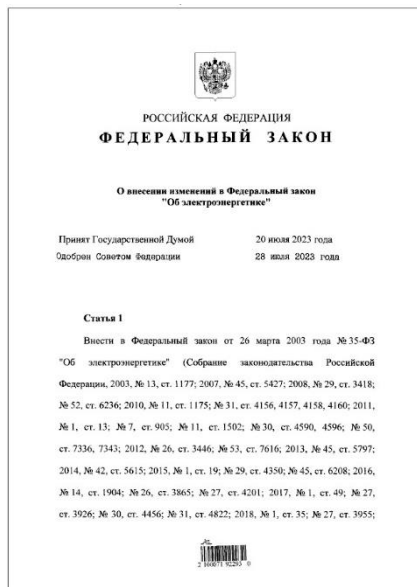 РОССИЙСКАЯ ФЕДЕРАЦИЯ
ФЕДЕРАЛЬНЫЙ ЗАКОН
О внесении изменений в Федеральный закон
"Об электроэнергетике"
Принят Государственной Думой 20 июля 2023 года
Одобрен Советом Федерации 28 июля 2023 года
Статья 1
Внести в Федеральный закон от 26 марта 2003 года № 35-ФЗ
"Об электроэнергетике" (Собрание законодательства Российской
Федерации, 2003, № 13, ст. 1177; 2007, № 45, ст. 5427; 2008, № 29, ст. 3418;
№ 52, ст. 6236; 2010, № 11, ст. 1175; № 31, ст. 4156, 4157, 4158, 4160; 2011,
№ 1, ст. 13; № 7, ст. 905; № 11, ст. 1502; № 30, ст. 4590, 4596; № 50,
ст. 7336, 7343; 2012, № 26, ст. 3446; № 53, ст. 7616; 2013, № 45, ст. 5797;
2014, № 42, ст. 5615; 2015, № 1, ст. 19; № 29, ст. 4350; № 45, ст. 6208; 2016,
№ 14, ст. 1904; № 26, ст. 3865; № 27, ст. 4201; 2017, № 1, ст. 49; № 27,
ст. 3926; № 30, ст. 4456; № 31, ст. 4822; 2018, № 1, ст. 35; № 27, ст. 3955;
2 100071 92293 0